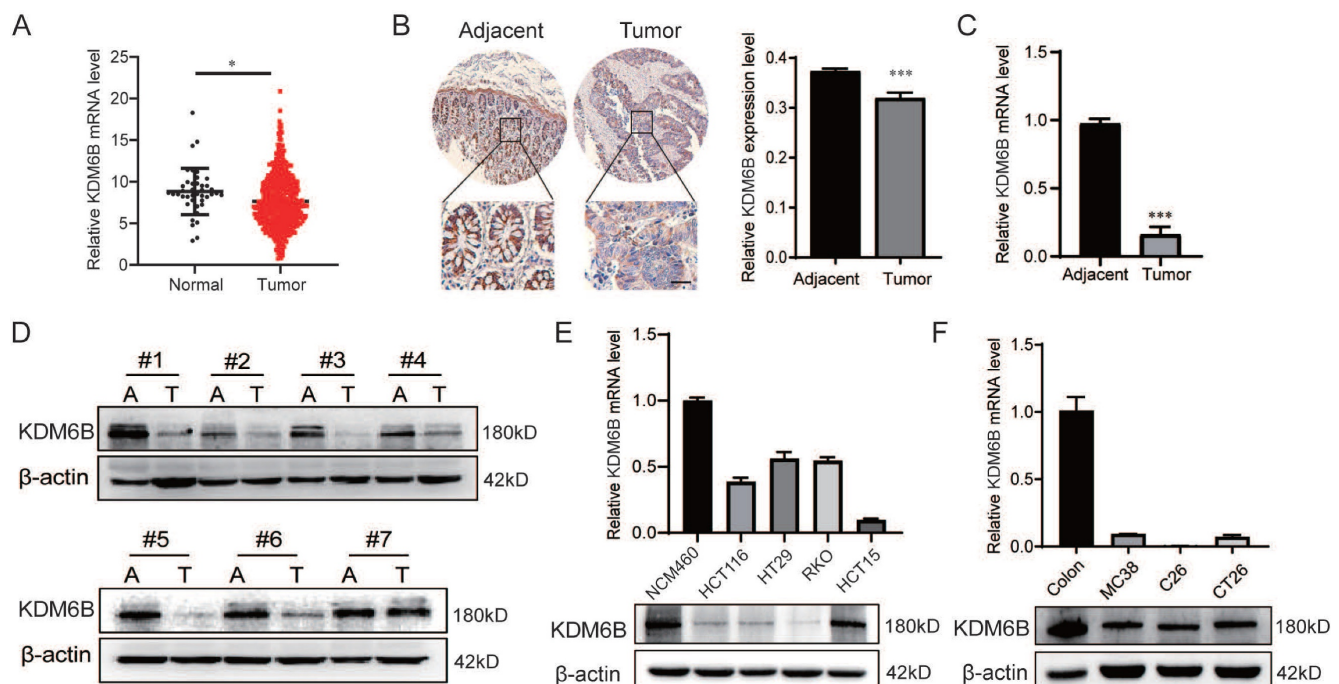 A
Relative KDM6B mRNA level
25
20
15
10
5
0
*
Normal Tumor
B
Adjacent Tumor
Relative KDM6B expression level
0.4
0.3
0.2
0.1
0.0
***
Adjacent Tumor
C
Relative KDM6B mRNA level
1.5
1.0
0.5
0.0
***
Adjacent Tumor
D
#1 #2 #3 #4
A T A T A T A T
KDM6B 180kD
β-actin 42kD
#5 #6 #7
A T A T A T
KDM6B 180kD
β-actin 42kD
E
Relative KDM6B mRNA level
1.5
1.0
0.5
0.0
NCM460 HCT116 HT29 RKO HCT15
KDM6B 180kD
β-actin 42kD
F
Relative KDM6B mRNA level
1.5
1.0
0.5
0.0
Colon MC38 C26 CT26
KDM6B 180kD
β-actin 42kD